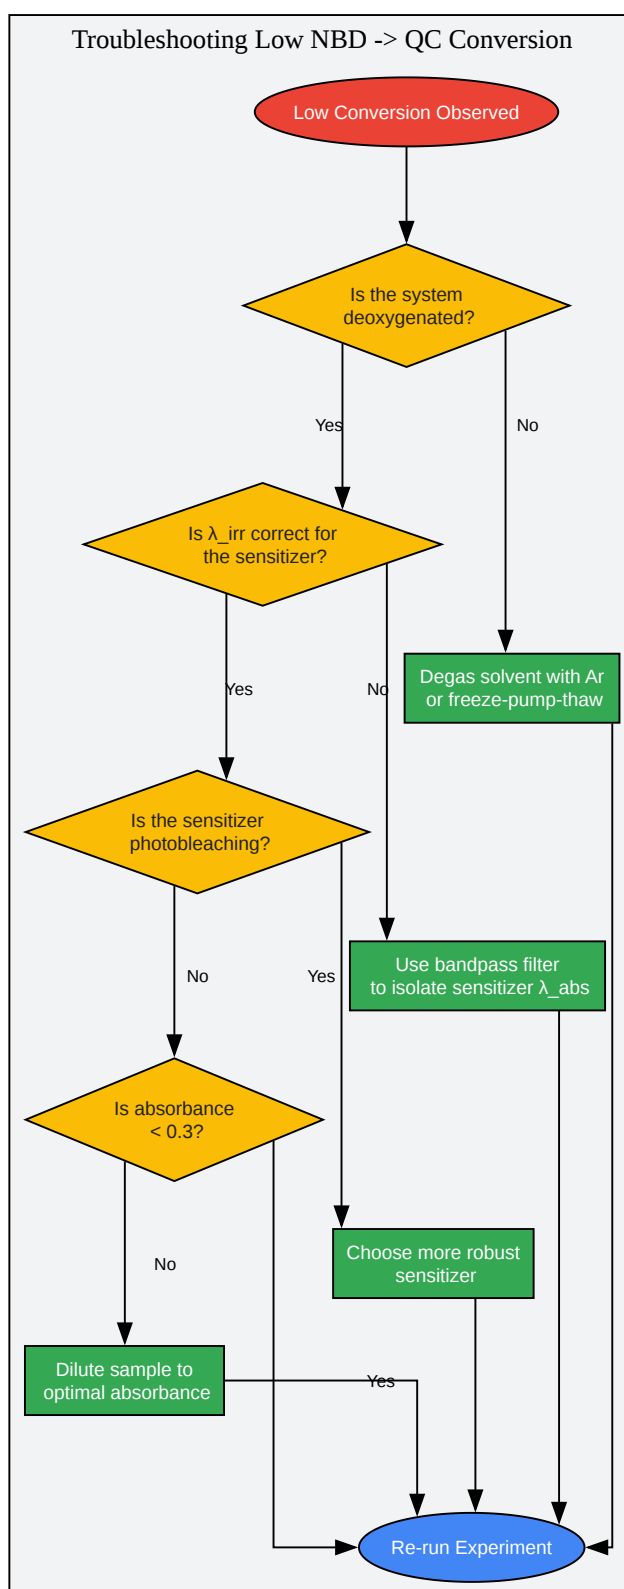 Troubleshooting Low NBD -> QC Conversion
Low Conversion Observed
Is the system
deoxygenated?
Yes
No
Is λ_irr correct for
the sensitizer?
Degas solvent with Ar
or freeze-pump-thaw
Yes
No
Is the sensitizer
photobleaching?
Use bandpass filter
to isolate sensitizer λ_abs
No
Yes
Is absorbance
< 0.3?
Choose more robust
sensitizer
No
Dilute sample to
optimal absorbance
Yes
Re-run Experiment